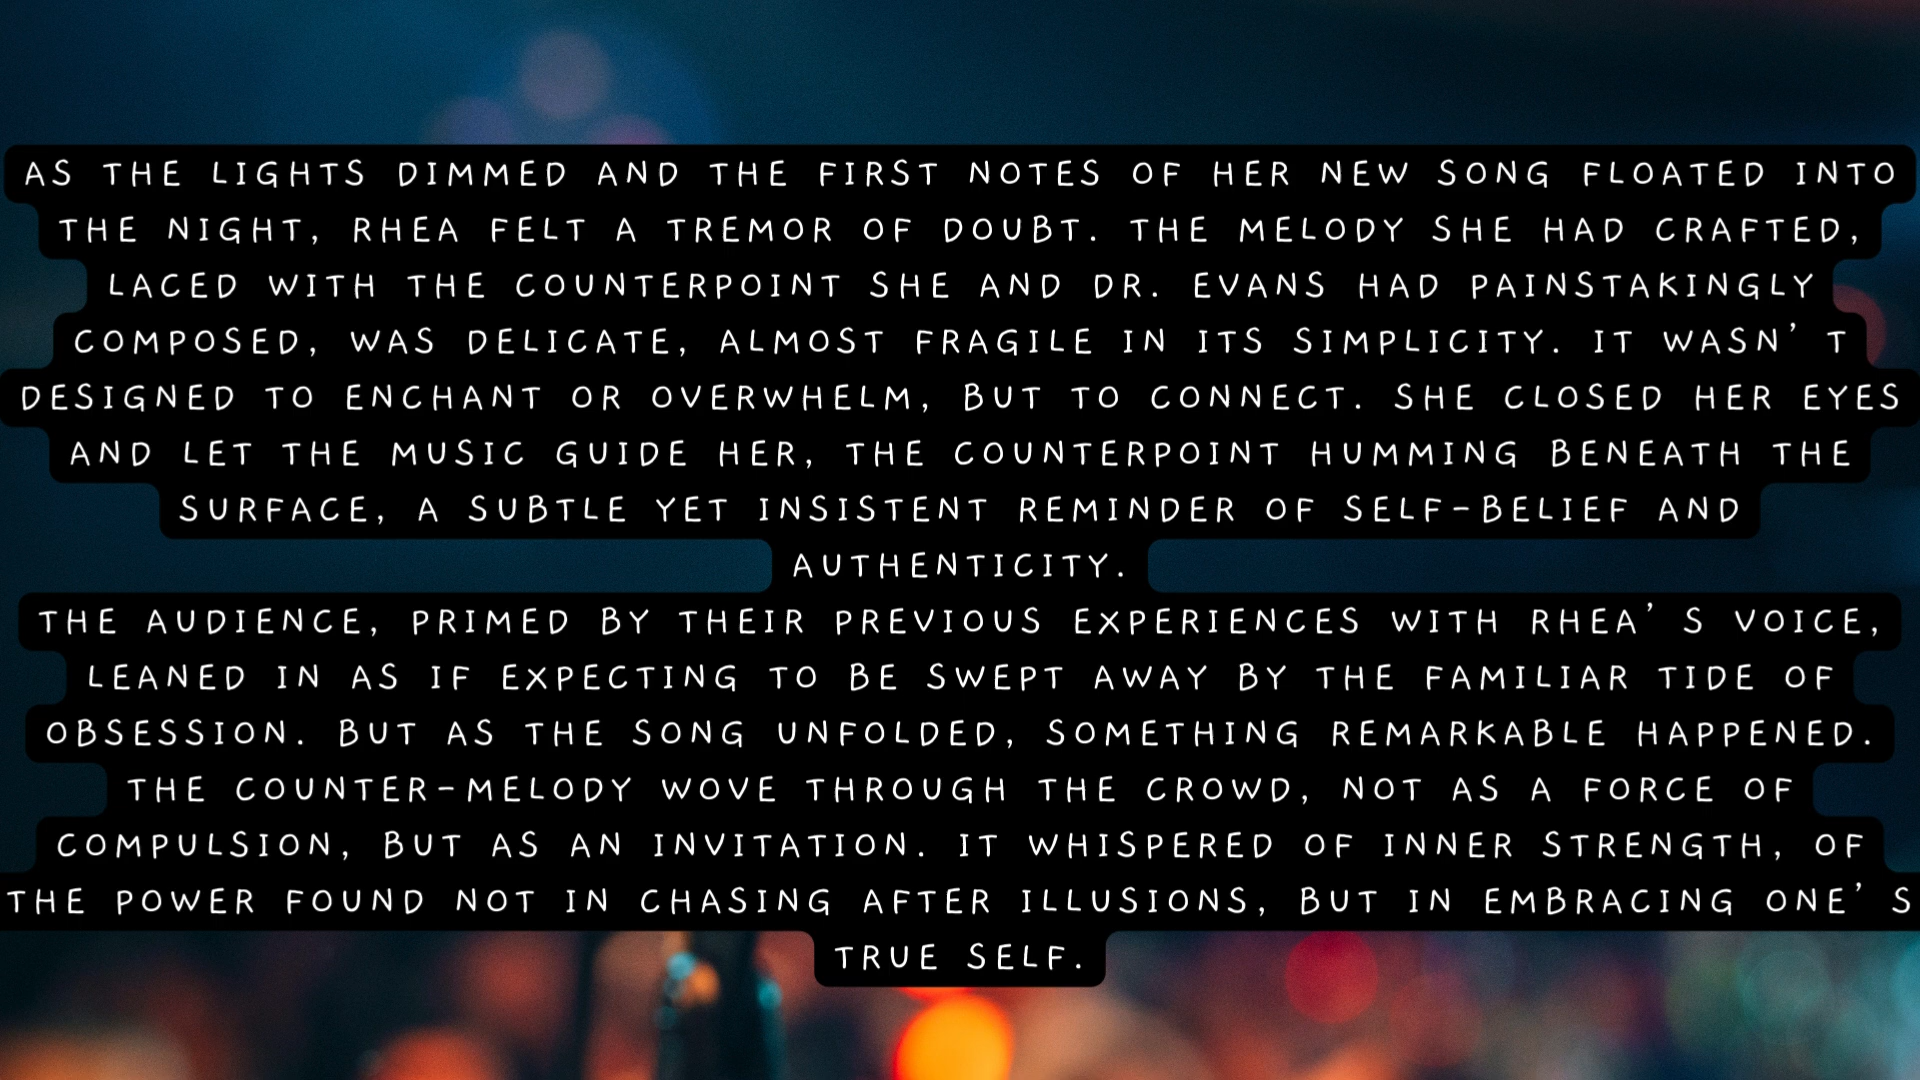 AS THE LIGHTS DIMMED AND THE FIRST NOTES OF HER NEW SONG FLOATED INTO
THE NIGHT, RHEA FELT A TREMOR OF DOUBT. THE MELODY SHE HAD CRAFTED,
LACED WITH THE COUNTERPOINT SHE AND DR. EVANS HAD PAINSTAKINGLY
COMPOSED, WAS DELICATE, ALMOST FRAGILE IN ITS SIMPLICITY. IT WASN’T
DESIGNED TO ENCHANT OR OVERWHELM, BUT TO CONNECT. SHE CLOSED HER EYES
AND LET THE MUSIC GUIDE HER, THE COUNTERPOINT HUMMING BENEATH THE
SURFACE, A SUBTLE YET INSISTENT REMINDER OF SELF-BELIEF AND
AUTHENTICITY.
THE AUDIENCE, PRIMED BY THEIR PREVIOUS EXPERIENCES WITH RHEA’S VOICE,
LEANED IN AS IF EXPECTING TO BE SWEPT AWAY BY THE FAMILIAR TIDE OF
OBSESSION. BUT AS THE SONG UNFOLDED, SOMETHING REMARKABLE HAPPENED.
THE COUNTER-MELODY WOVE THROUGH THE CROWD, NOT AS A FORCE OF
COMPULSION, BUT AS AN INVITATION. IT WHISPERED OF INNER STRENGTH, OF
THE POWER FOUND NOT IN CHASING AFTER ILLUSIONS, BUT IN EMBRACING ONE’S
TRUE SELF.